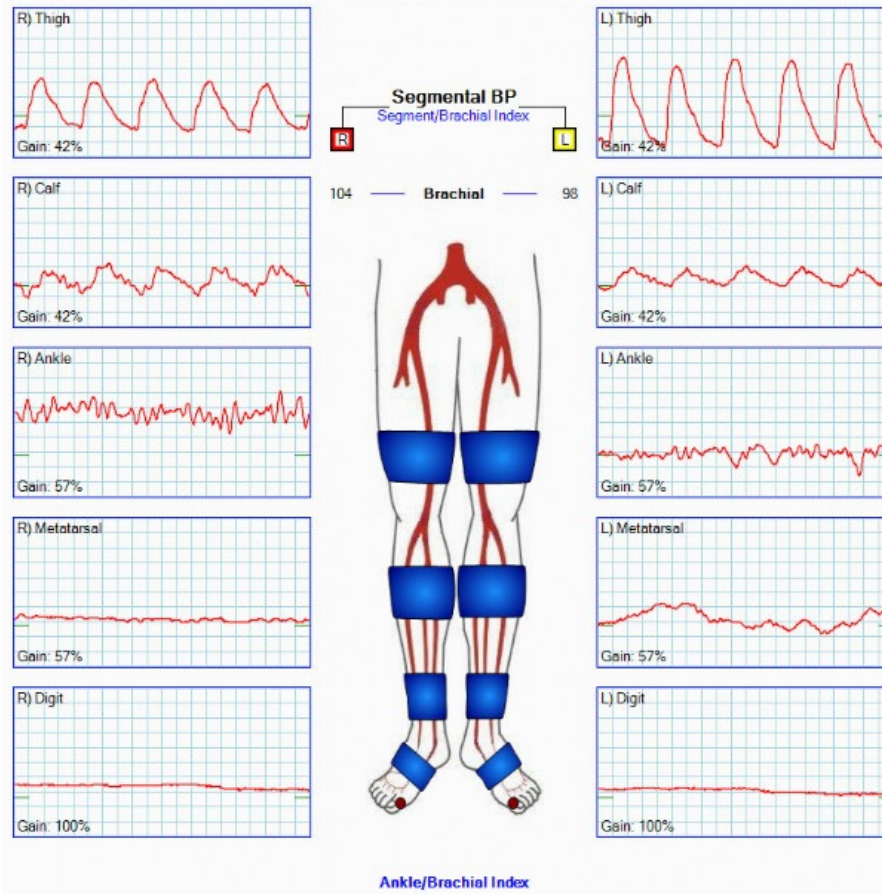 R) Thigh
Gain: 42%
R) Calf
Gain: 42%
R) Ankle
Gain: 57%
R) Metatarsal
Gain: 57%
R) Digit
Gain: 100%
Segmental BP
Segment/Brachial Index
R L
104 Brachial 98
Ankle/Brachial Index
L) Thigh
Gain: 42%
L) Calf
Gain: 42%
L) Ankle
Gain: 57%
L) Metatarsal
Gain: 57%
L) Digit
Gain: 100%